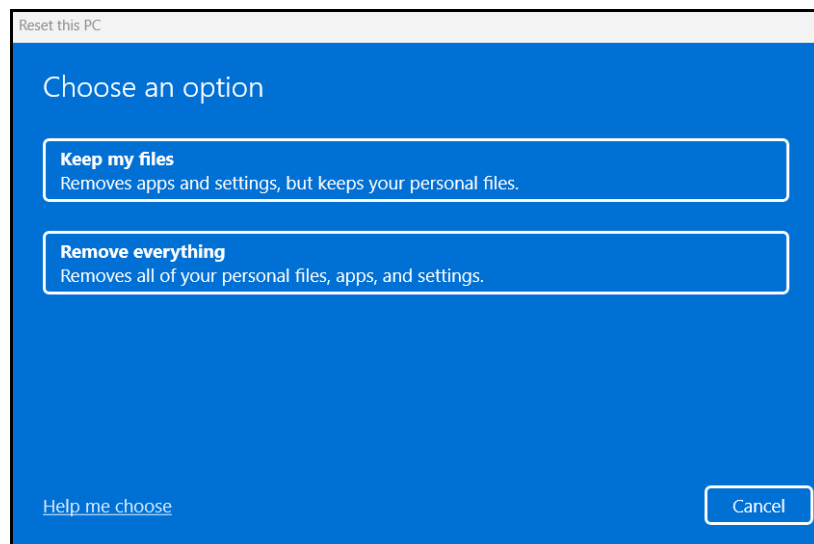 Reset this PC
Choose an option
Keep my files
Removes apps and settings, but keeps your personal files.
Remove everything
Removes all of your personal files, apps, and settings.
Help me choose
Cancel